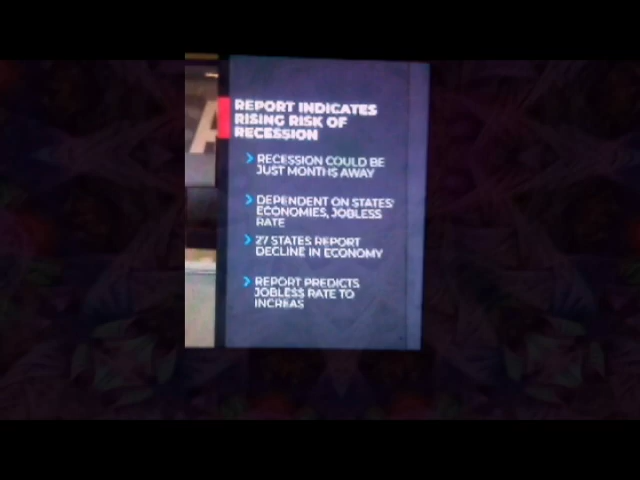 REPORT INDICATES
RISING RISK OF
RECESSION
RECESSION COULD BE
JUST MONTHS AWAY
DEPENDENT ON STATES'
ECONOMIES, JOBLESS
RATE
27 STATES REPORT
DECLINE IN ECONOMY
REPORT PREDICTS
JOBLESS RATE TO
INCREAS